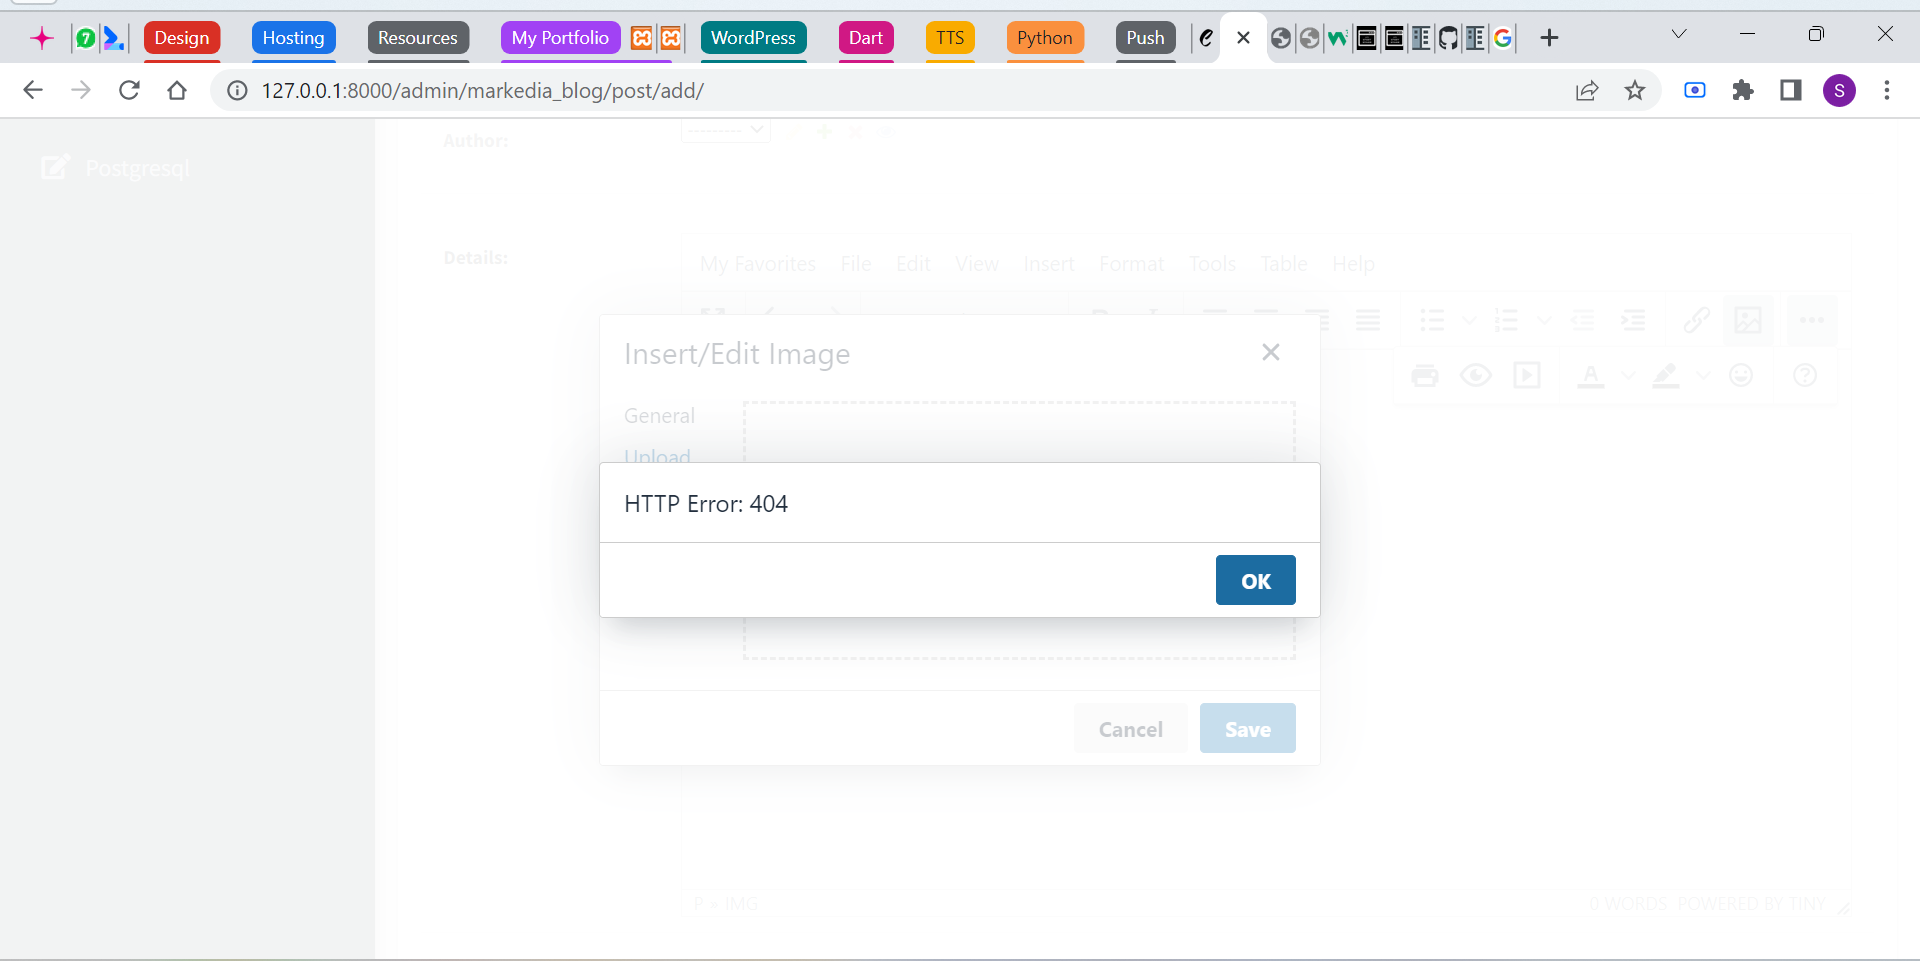 Design Hosting Resources My Portfolio WordPress Dart TTS Python Push
127.0.0.1:8000/admin/markedia_blog/post/add/
S
Author:
---------
Postgresql
Details:
My Favorites File Edit View Insert Format Tools Table Help
Insert/Edit Image
General
Upload
HTTP Error: 404
OK
Cancel Save
P » IMG
0 WORDS POWERED BY TINY